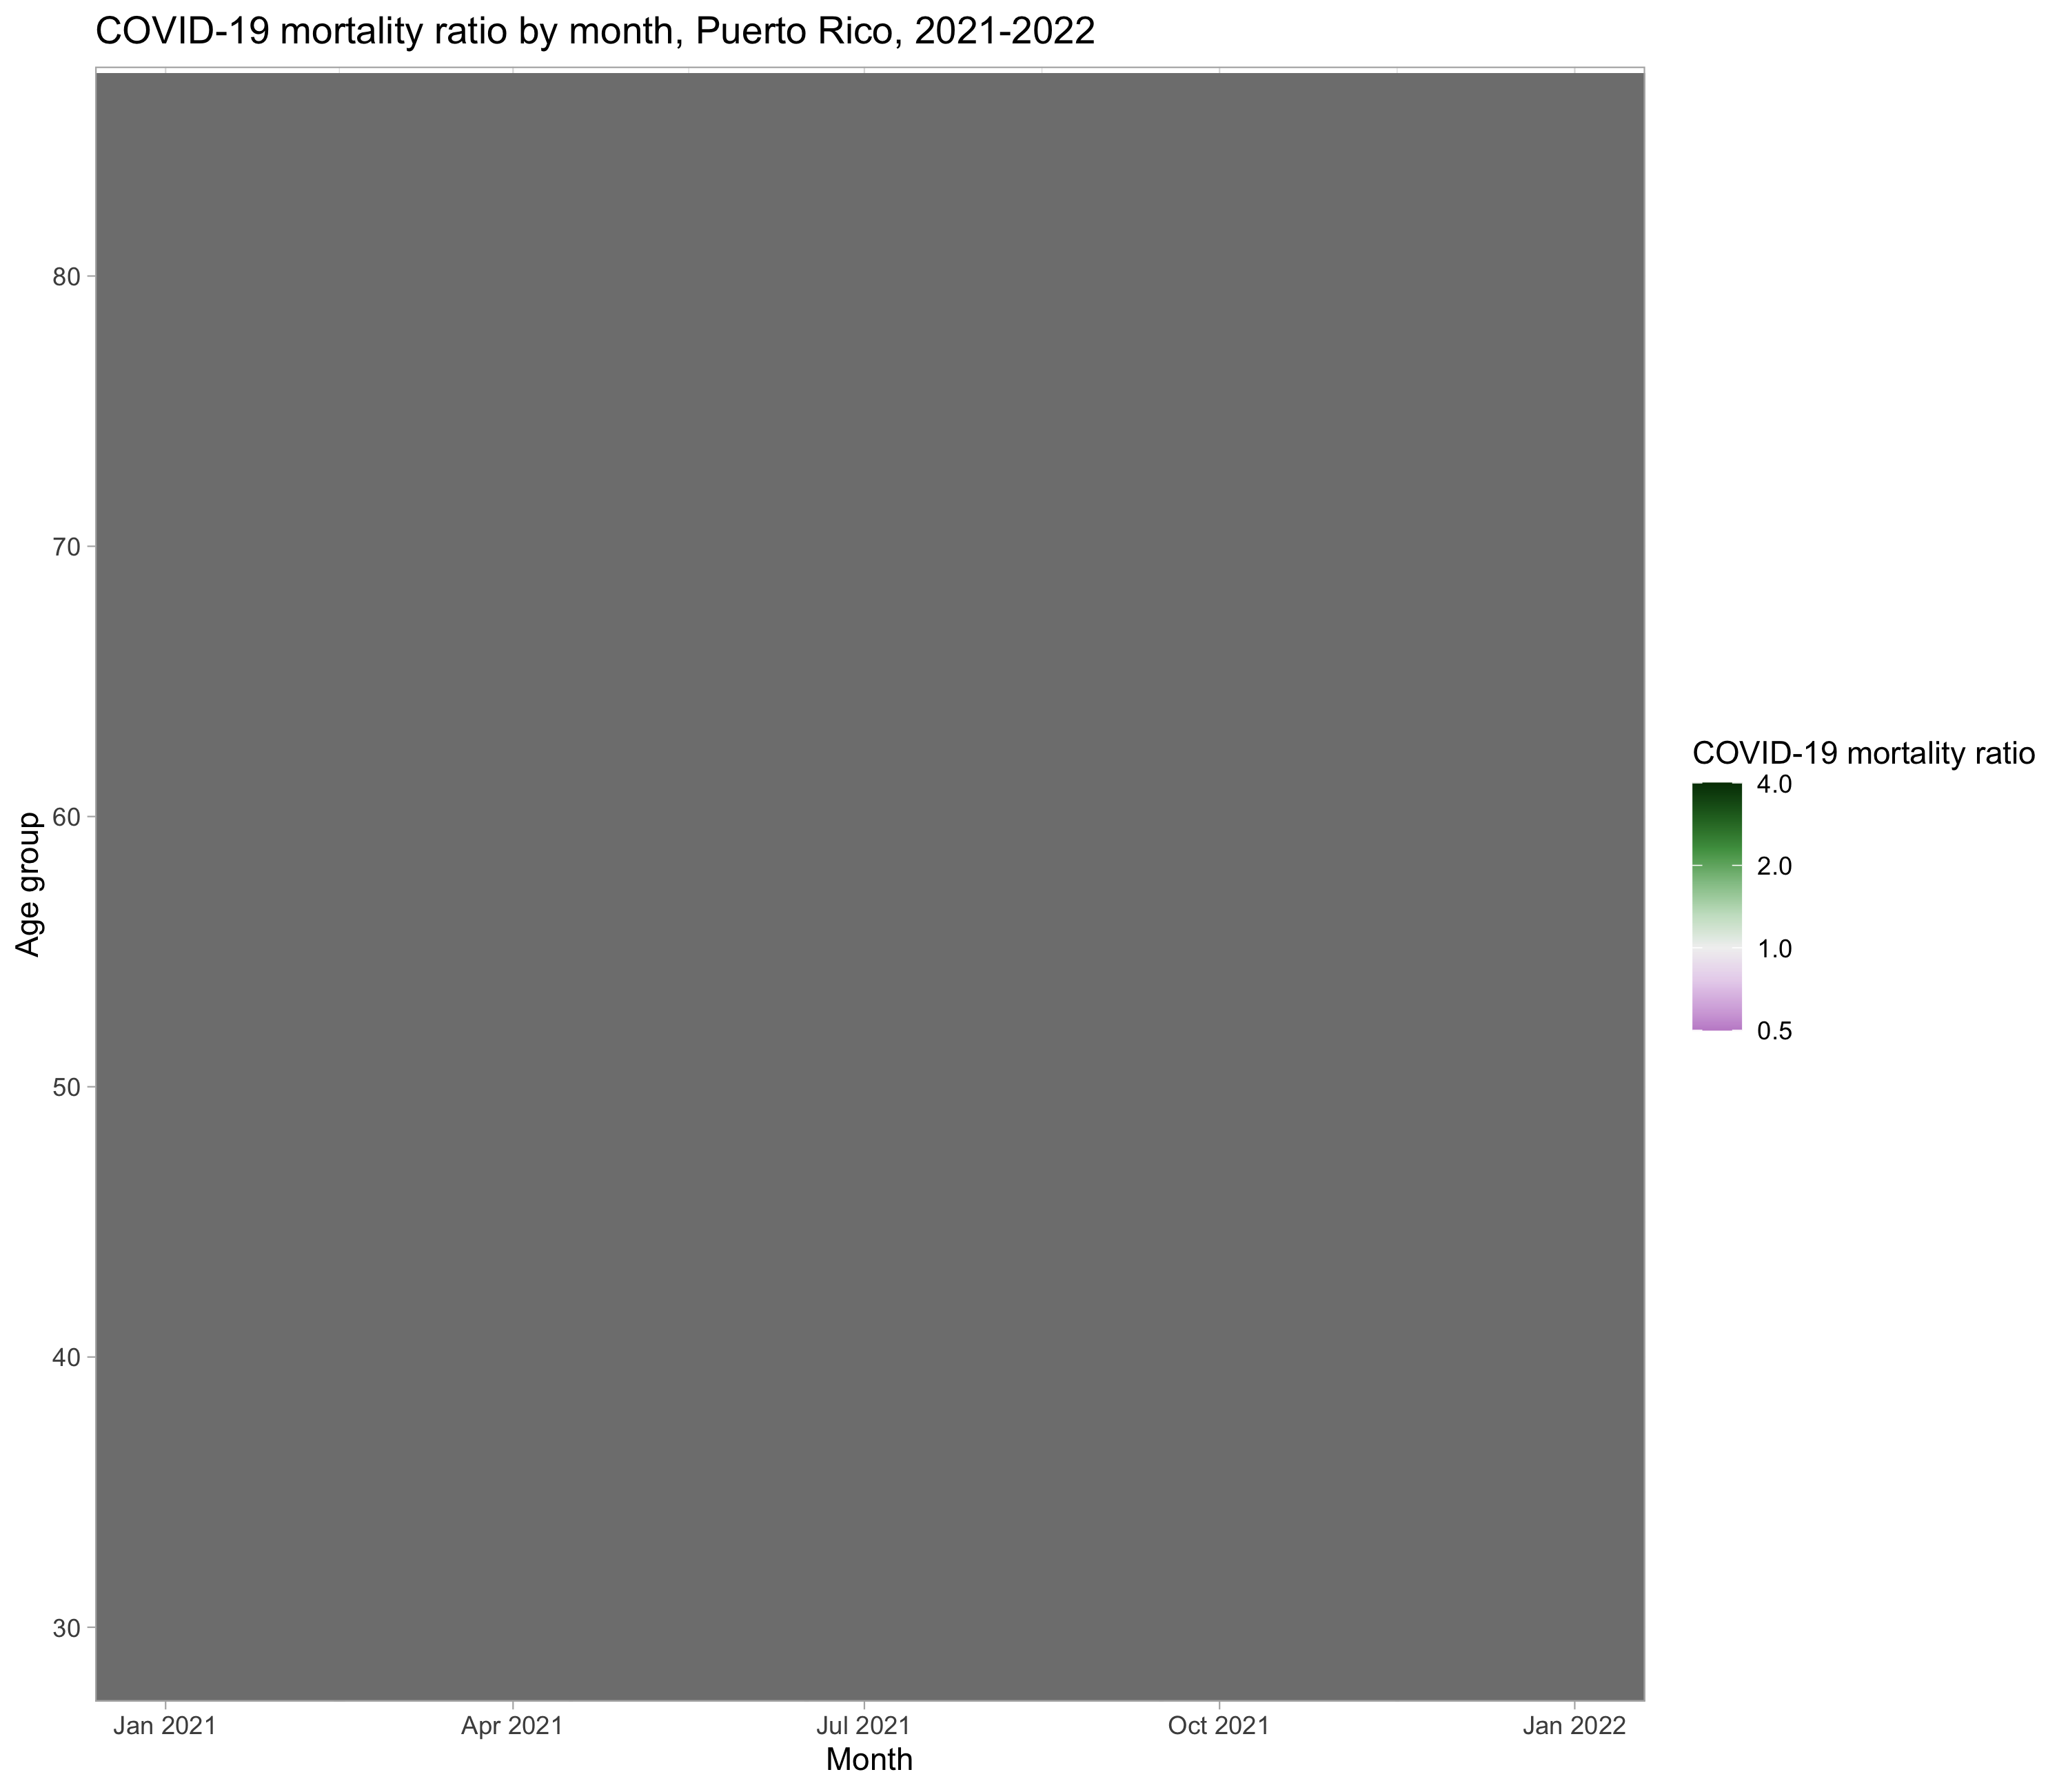 COVID-19 mortality ratio by month, Puerto Rico, 2021-2022
80
70
60
50
40
30
Age group
Jan 2021 Apr 2021 Jul 2021 Oct 2021 Jan 2022
Month
COVID-19 mortality ratio
4.0
2.0
1.0
0.5